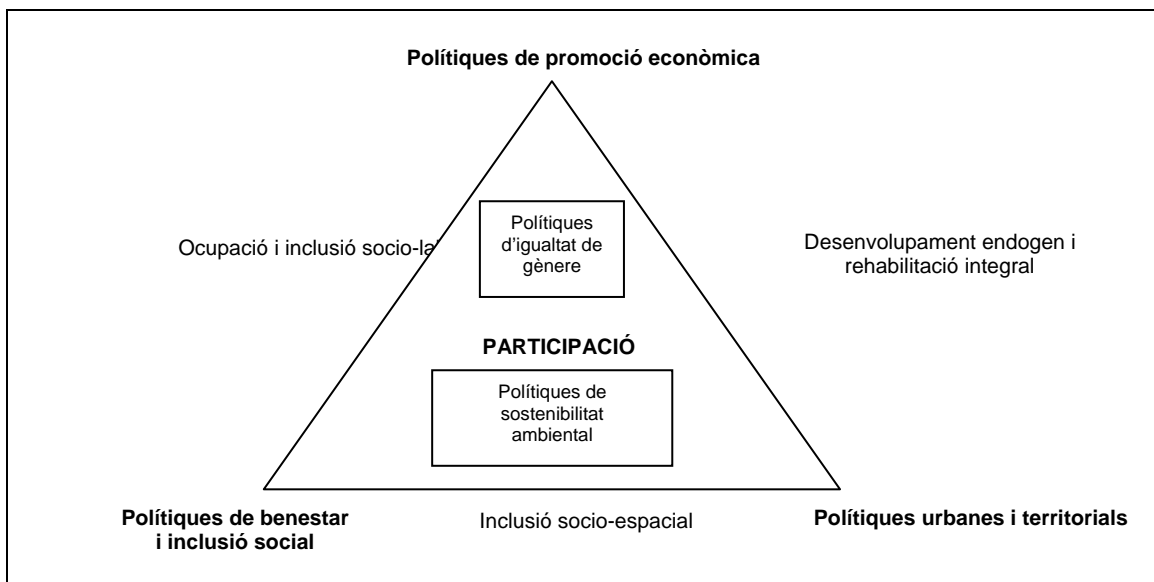 Polítiques de promoció econòmica
Polítiques
d’igualtat de
gènere
Ocupació i inclusió
Desenvolupament endogen i
rehabilitació integral
PARTICIPACIÓ
Polítiques de
sostenibilitat
ambiental
Polítiques de benestar
i inclusió social
Inclusió socio-espacial
Polítiques urbanes i territorials